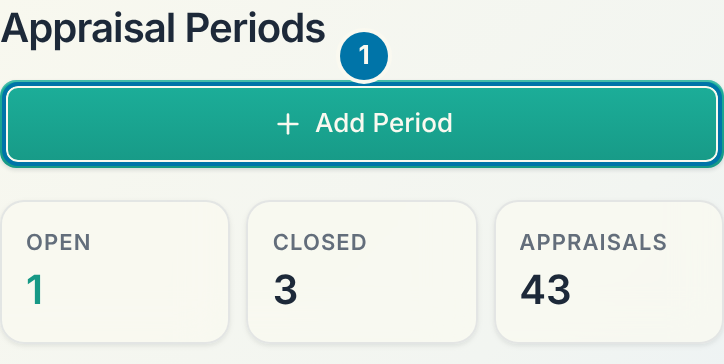 Appraisal Periods
1
+ Add Period
OPEN
1
CLOSED
3
APPRAISALS
43